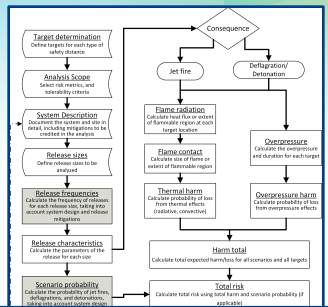 Target determination
Define targets for each type of
safety distance
Analysis Scope
Select risk metrics, and
tolerability criteria
System Description
Document the system and site in
detail, including mitigations to be
credited in the analysis
Release sizes
Define release sizes to be
analyzed
Release frequencies
Calculate the frequency of releases
for each release size, taking into
account system design and release
mitigations
Release characteristics
Calculate the parameters of the
release for each size
Scenario probability
Calculate the probability of jet fires,
deflagrations, and detonations,
taking into account system design
Consequence
Jet fire
Deflagration/
Detonation
Flame radiation
Calculate heat flux or extent
of flammable region at each
target location
Flame contact
Calculate size of flame or
extent of flammable region
Thermal harm
Calculate probability of loss
from thermal effects
(radiative, convective)
Overpressure
Calculate the overpressure
and duration for each target
Overpressure harm
Calculate probability of loss
from overpressure effects
Harm total
Calculate total expected harm/loss for all scenarios and all targets
Total risk
Calculate total risk using total harm and scenario probability (if
applicable)